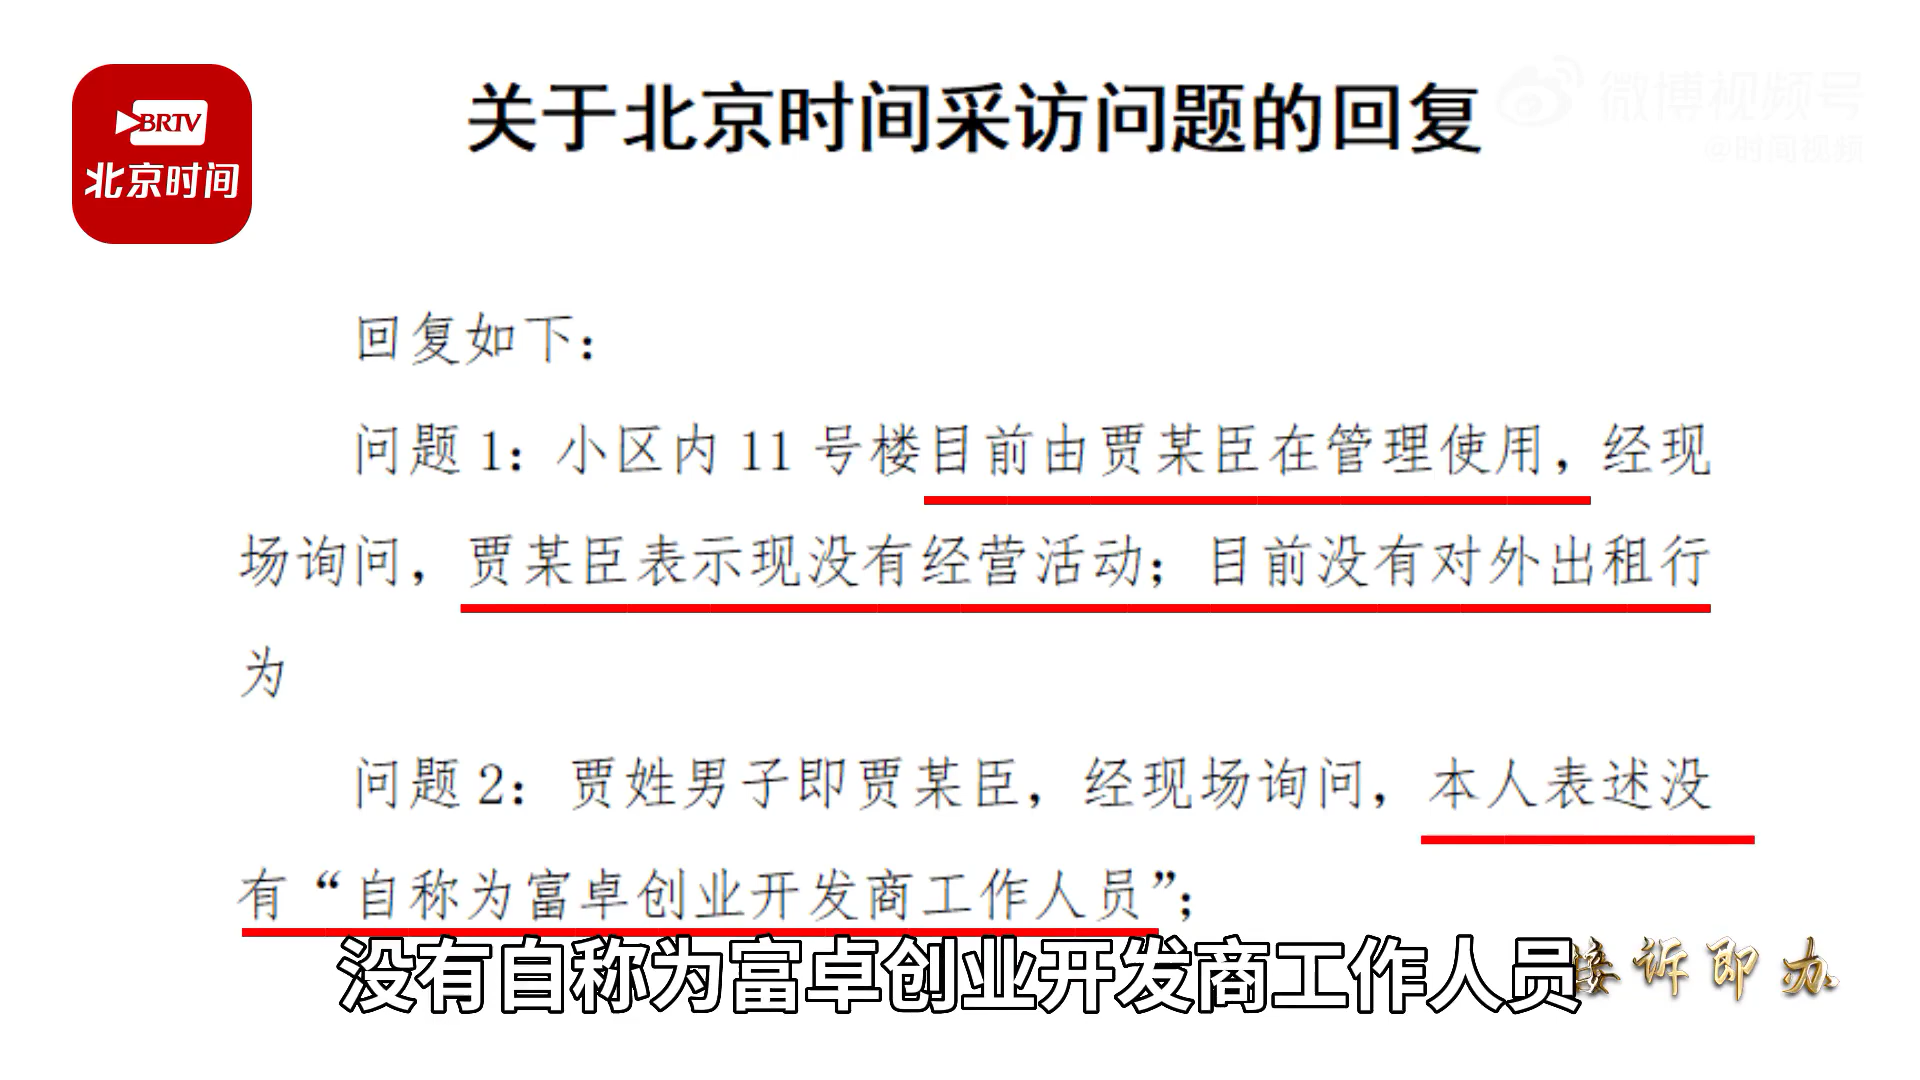 BRTV
北京时间
关于北京时间采访问题的回复
微博视频号
@时间视频
回复如下：
问题1：小区内11号楼目前由贾某臣在管理使用，经现
场询问，贾某臣表示现没有经营活动；目前没有对外出租行
为
问题2：贾姓男子即贾某臣，经现场询问，本人表述没
有“自称为富卓创业开发商工作人员”；
没有自称为富卓创业开发商工作人员
接诉即办